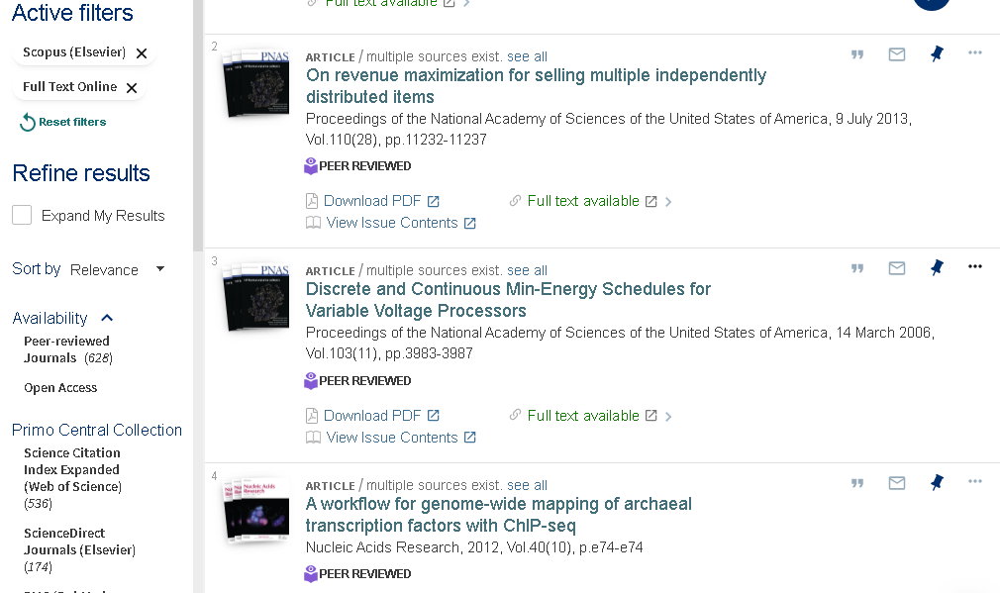 Active filters
Scopus (Elsevier)
Full Text Online
Reset filters
Refine results
Expand My Results
Sort by Relevance
Availability
Peer-reviewed
Journals (628)
Open Access
Primo Central Collection
Science Citation
Index Expanded
(Web of Science)
(536)
ScienceDirect
Journals (Elsevier)
(174)
Full text available
2
PNAS
ARTICLE / multiple sources exist. see all
On revenue maximization for selling multiple independently
distributed items
Proceedings of the National Academy of Sciences of the United States of America, 9 July 2013,
Vol.110(28), pp.11232-11237
PEER REVIEWED
Download PDF
Full text available
View Issue Contents
3
PNAS
ARTICLE / multiple sources exist. see all
Discrete and Continuous Min-Energy Schedules for
Variable Voltage Processors
Proceedings of the National Academy of Sciences of the United States of America, 14 March 2006,
Vol.103(11), pp.3983-3987
PEER REVIEWED
Download PDF
Full text available
View Issue Contents
4
Nucleic Acids
Research
ARTICLE / multiple sources exist. see all
A workflow for genome-wide mapping of archaeal
transcription factors with ChIP-seq
Nucleic Acids Research, 2012, Vol.40(10), p.e74-e74
PEER REVIEWED